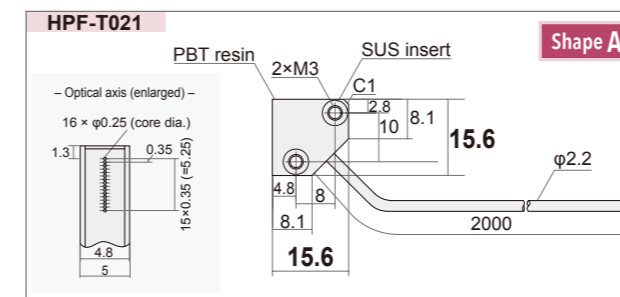 HPF-T021
Shape A
PBT resin
SUS insert
2×M3
C1
– Optical axis (enlarged) –
16 × φ0.25 (core dia.)
1.3
0.35
15×0.35 (=5.25)
4.8
5
2.8
10
8.1
15.6
4.8
8
8.1
15.6
φ2.2
2000